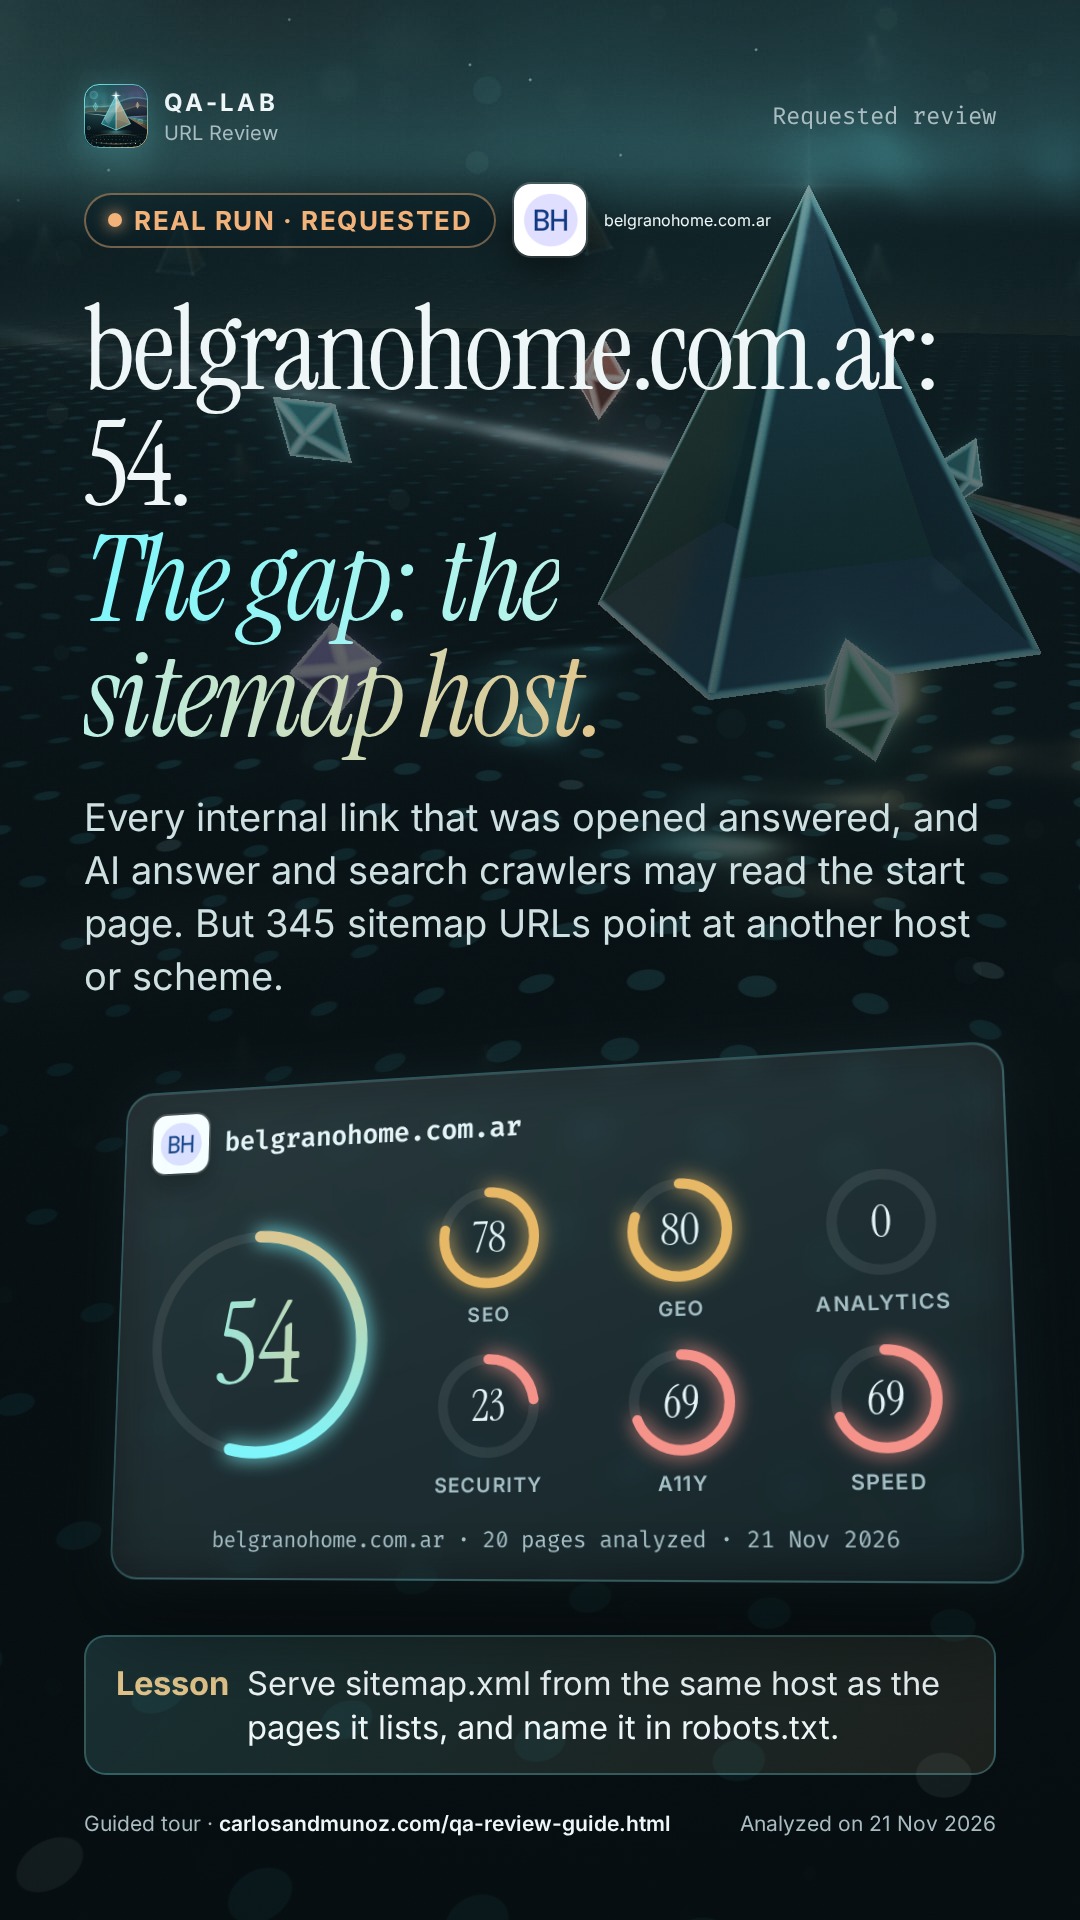 QA-LAB
URL Review
Requested review
REAL RUN · REQUESTED
BH
belgranohome.com.ar
belgranohome.com.ar:
54.
The gap: the
sitemap host.
Every internal link that was opened answered, and
AI answer and search crawlers may read the start
page. But 345 sitemap URLs point at another host
or scheme.
BH
belgranohome.com.ar
54
78
SEO
80
GEO
0
ANALYTICS
23
SECURITY
69
A11Y
69
SPEED
belgranohome.com.ar · 20 pages analyzed · 21 Nov 2026
Lesson Serve sitemap.xml from the same host as the
pages it lists, and name it in robots.txt.
Guided tour · carlosandmunoz.com/qa-review-guide.html
Analyzed on 21 Nov 2026